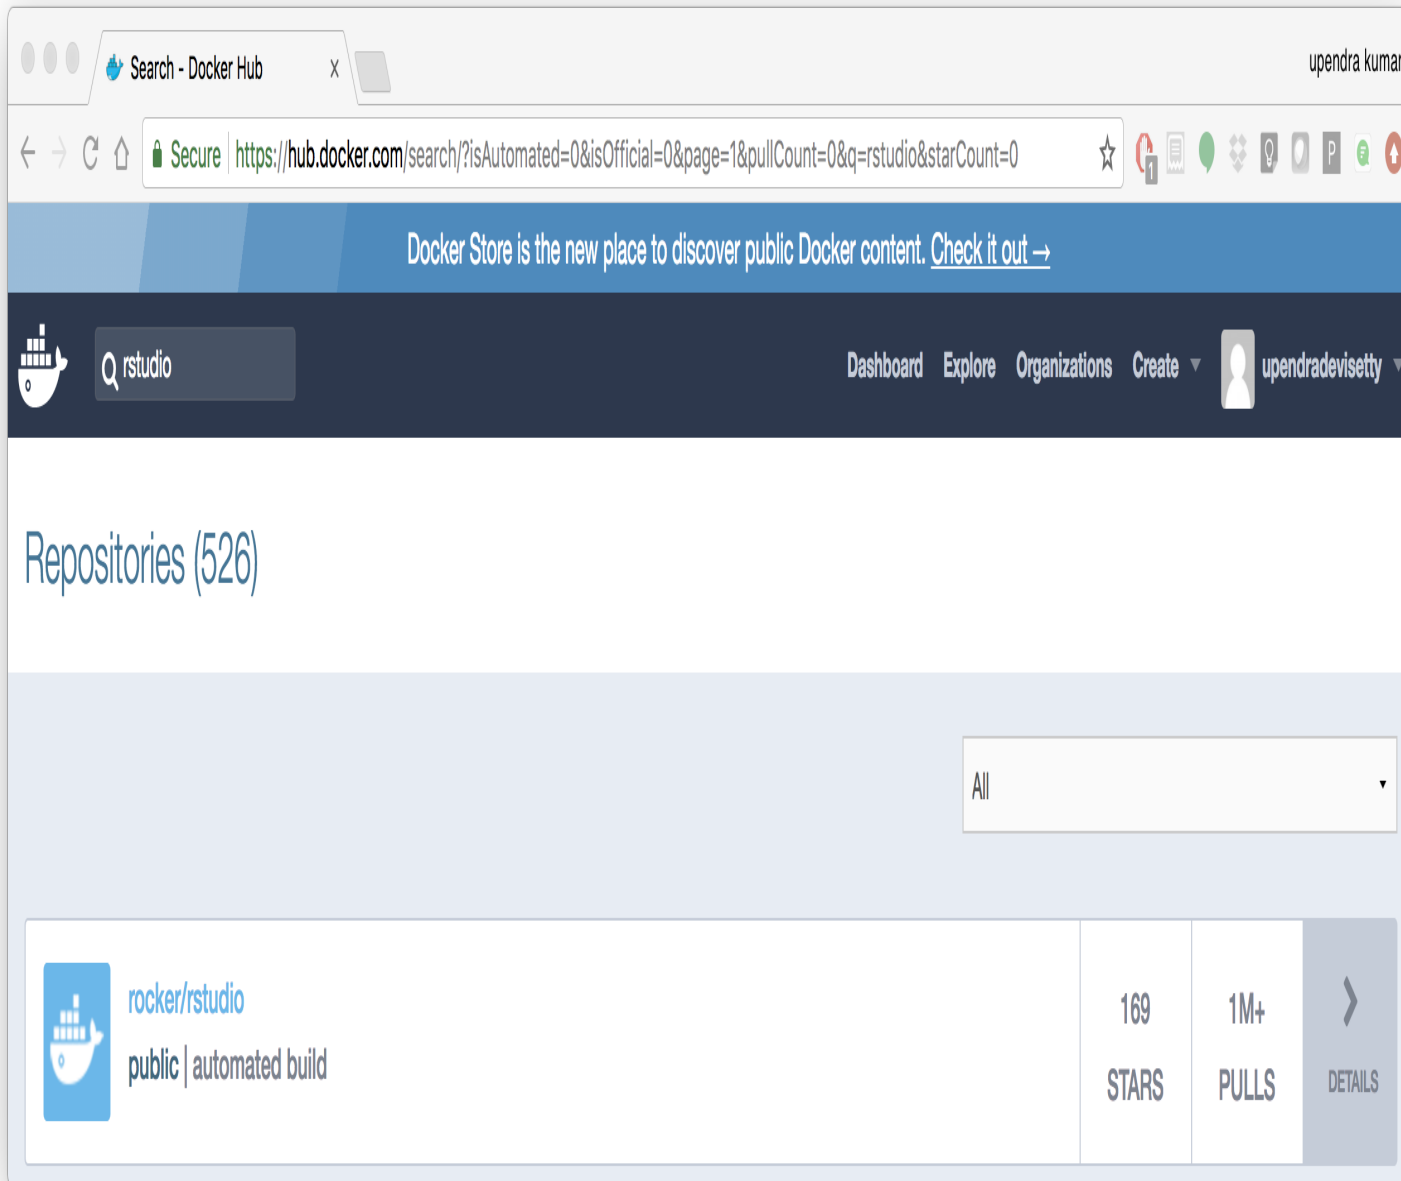 Search - Docker Hub
upendra kumar
Secure https://hub.docker.com/search/?isAutomated=0&isOfficial=0&page=1&pullCount=0&q=rstudio&starCount=0
1
P
Docker Store is the new place to discover public Docker content. Check it out →
rstudio Dashboard Explore Organizations Create upendradevisetty
Repositories (526)
All
rocker/rstudio
public | automated build
169 1M+
STARS PULLS DETAILS